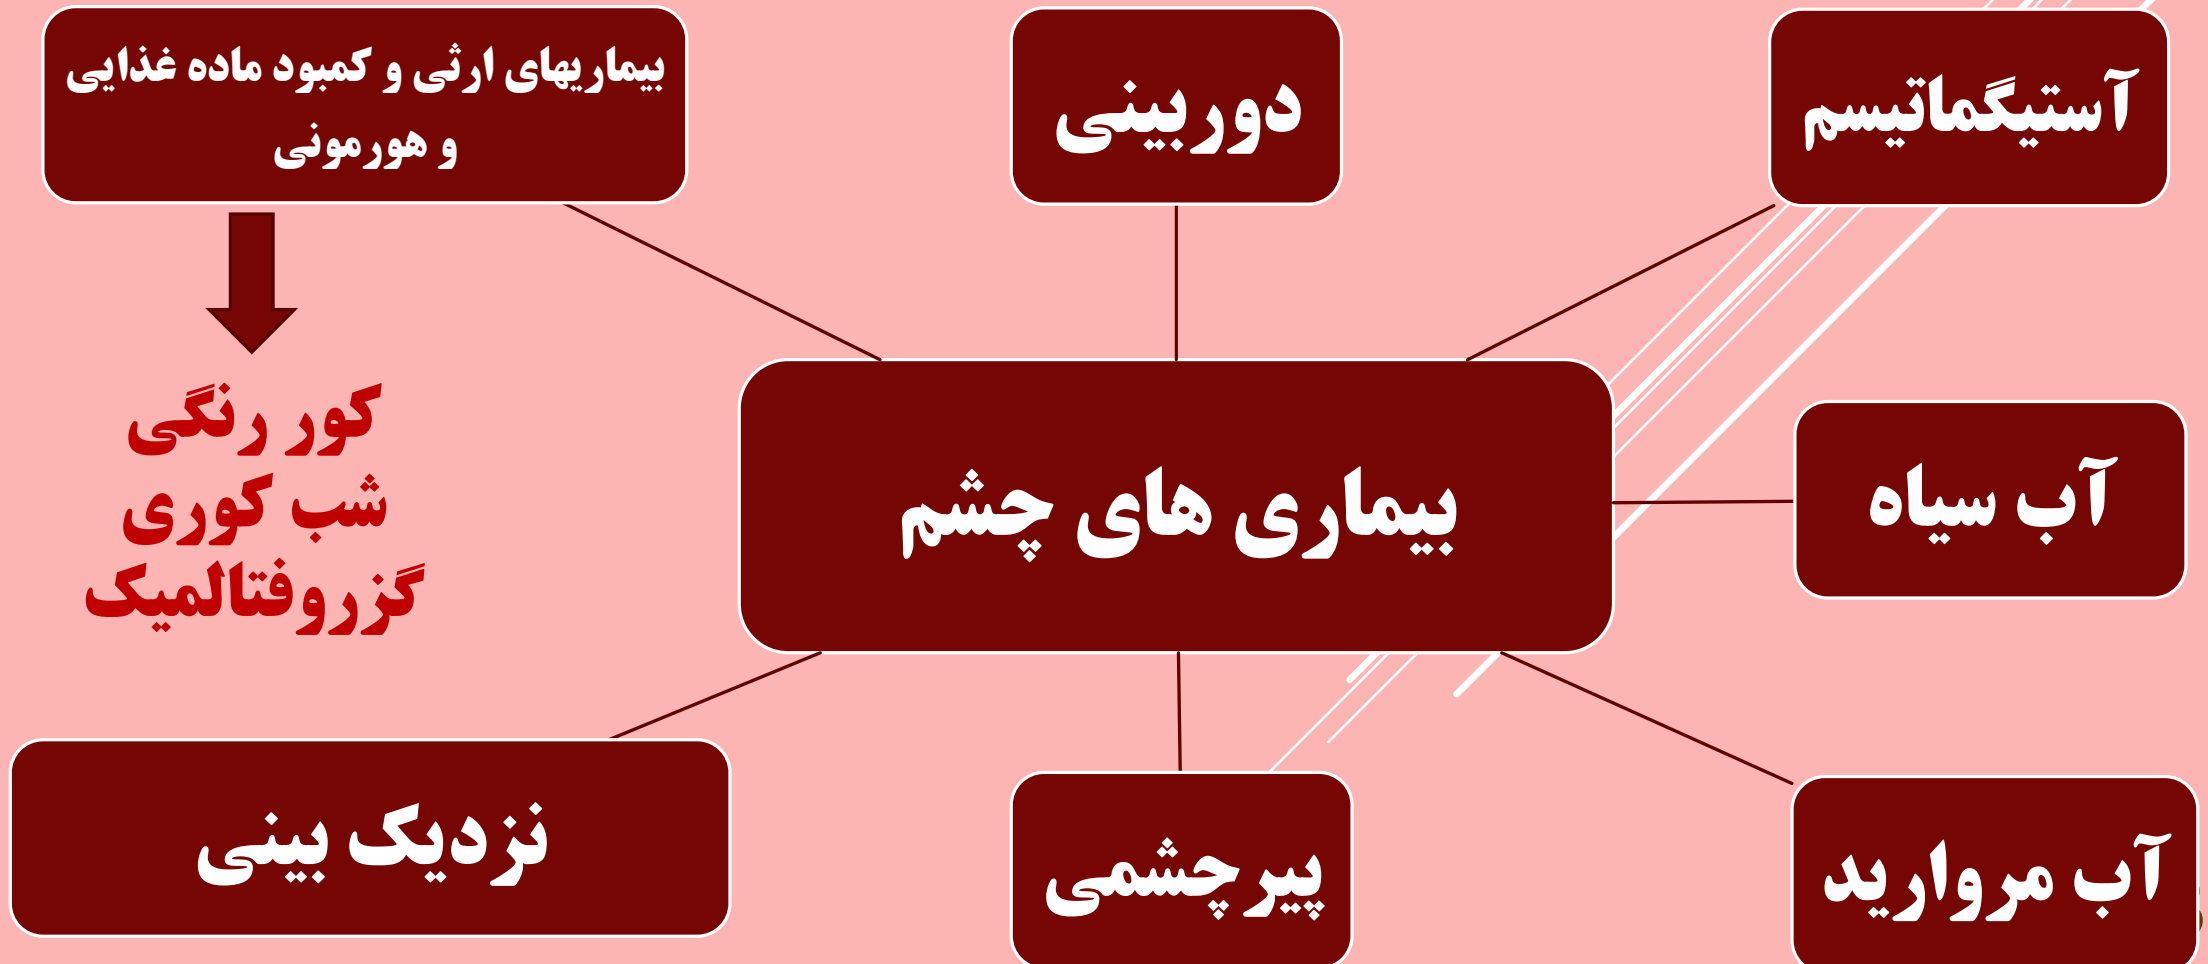 آستیگماتیسم
دوربینی
بیماریهای ارثی و کمبود ماده غذایی
و هورمونی
کور رنگی
شب کوری
گزروفتالمیک
بیماری های چشم
آب سیاه
آب مروارید
پیرچشمی
نزدیک بینی